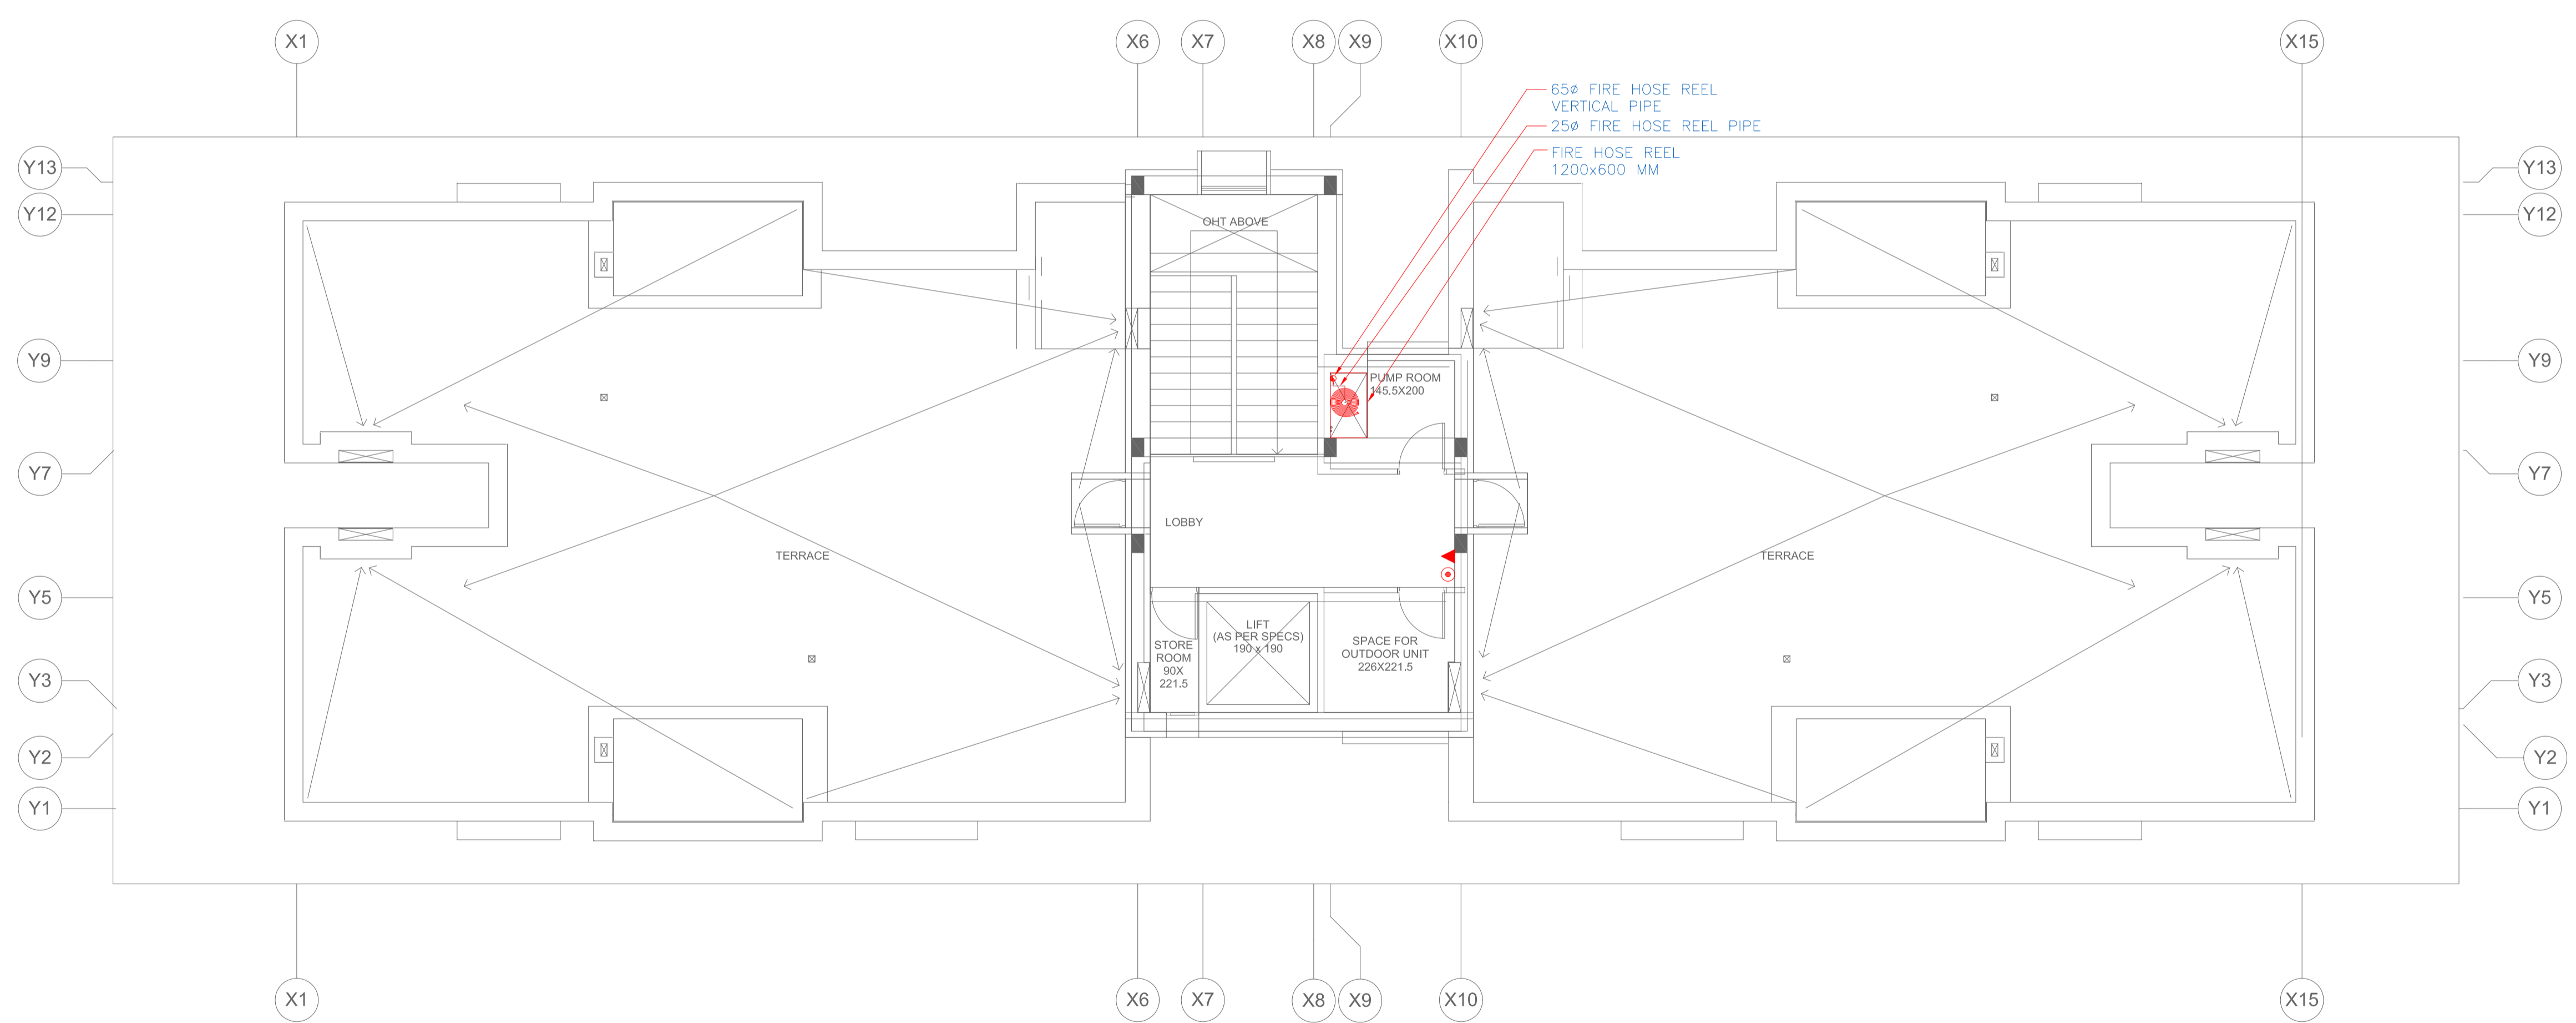 X1
X6
X7
X8
X9
X10
X15
65ø FIRE HOSE REEL
VERTICAL PIPE
25ø FIRE HOSE REEL PIPE
FIRE HOSE REEL
1200x600 MM
Y13
Y13
Y12
Y12
OHT ABOVE
Y9
Y9
PUMP ROOM
145.5X200
Y7
Y7
LOBBY
TERRACE
TERRACE
Y5
Y5
LIFT
(AS PER SPECS)
190 x 190
STORE
ROOM
90X
221.5
SPACE FOR
OUTDOOR UNIT
226X221.5
Y3
Y3
Y2
Y2
Y1
Y1
X1
X6
X7
X8
X9
X10
X15